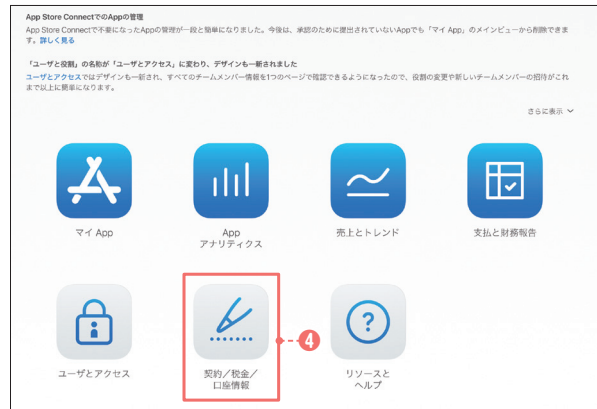 App Store ConnectでのAppの管理
App Store Connectで不要になったAppの管理が一段と簡単になりました。今後は、承認のために提出されていないAppでも「マイ App」のメインビューから削除できま
す。詳しく見る
「ユーザと役割」の名称が「ユーザとアクセス」に変わり、デザインも一新されました
ユーザとアクセスではデザインも一新され、すべてのチームメンバー情報を1つのページで確認できるようになったので、役割の変更や新しいチームメンバーの招待がこれ
まで以上に簡単になります。
さらに表示
マイ App
App
アナリティクス
売上とトレンド
支払と財務報告
ユーザとアクセス
契約／税金／
口座情報
4
リソースと
ヘルプ